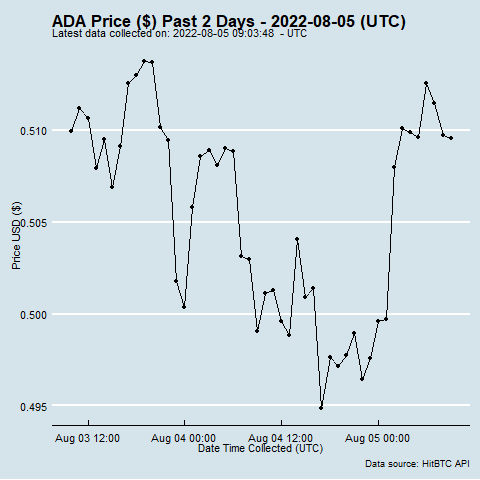 ADA Price ($) Past 2 Days - 2022-08-05 (UTC)
Latest data collected on: 2022-08-05 09:03:48 - UTC
Price USD ($)
0.510
0.505
0.500
0.495
Aug 03 12:00 Aug 04 00:00 Aug 04 12:00 Aug 05 00:00
Date Time Collected (UTC)
Data source: HitBTC API